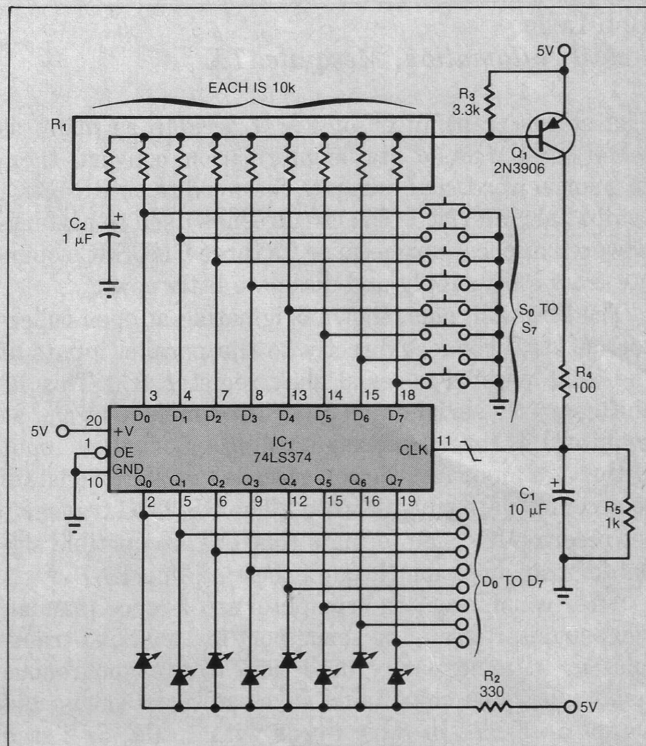 5V
EACH IS 10k
R3
3.3k
R1
Q1
2N3906
C2
1 µF
S0 TO
S7
R4
100
3 4 7 8 13 14 15 18
5V
20
+V
D0 D1 D2 D3 D4 D5 D6 D7
1
OE
IC1
74LS374
CLK
11
GND
10
Q0 Q1 Q2 Q3 Q4 Q5 Q6 Q7
C1
10 µF
R5
1k
2 5 6 9 12 15 16 19
D0 TO D7
R2
330
5V